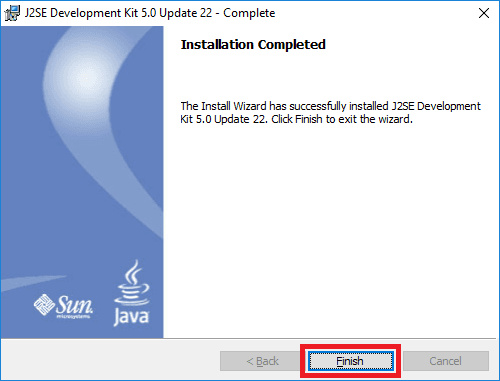 J2SE Development Kit 5.0 Update 22 - Complete
Installation Completed
The Install Wizard has successfully installed J2SE Development
Kit 5.0 Update 22. Click Finish to exit the wizard.
Sun
microsystems
Java
< Back
Finish
Cancel